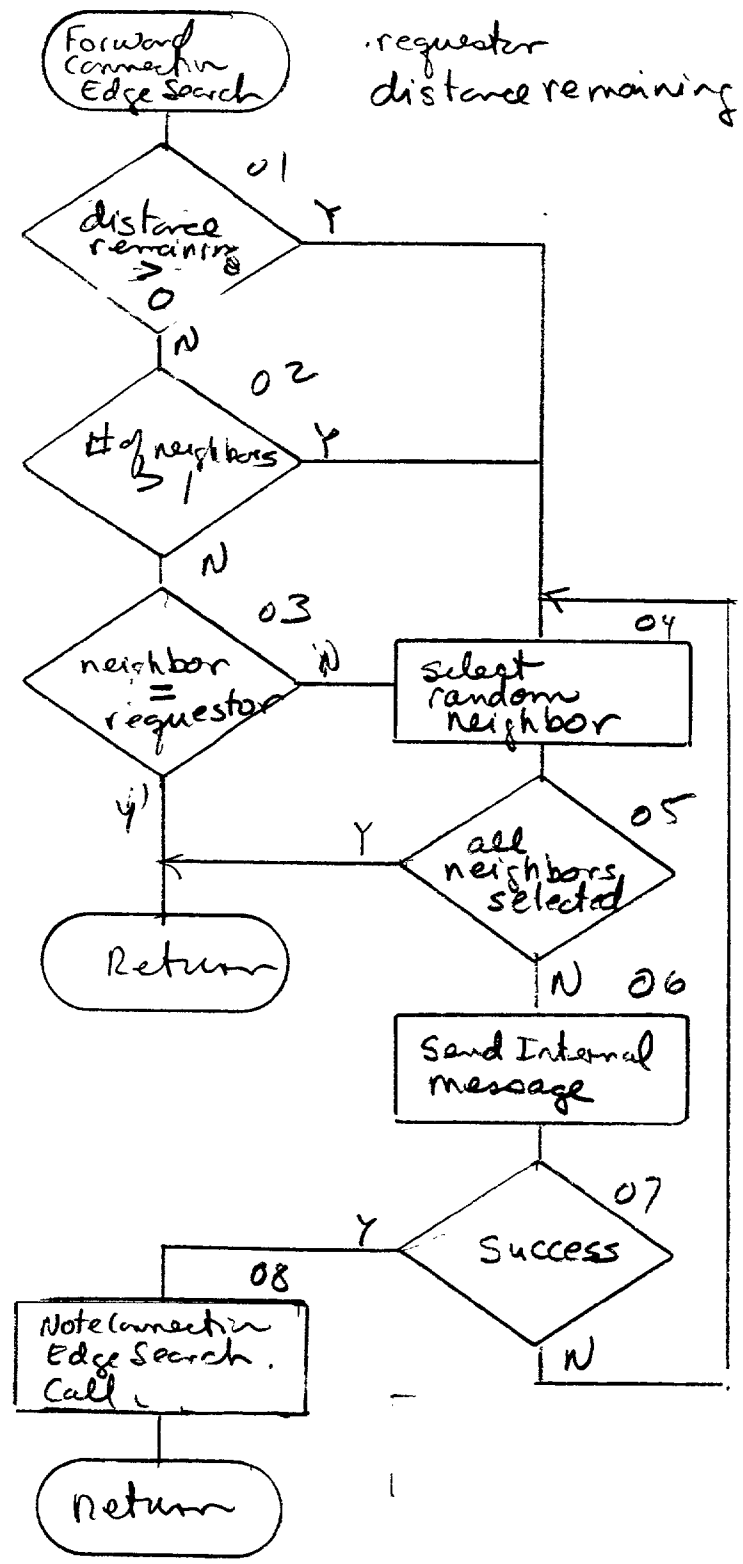 Forward
Connection
Edge Search
requestor
distance remaining
01
distance
remaining
>
0
Y
N
02
# of neighbors
> 1
Y
N
03
neighbor
=
requestor
N
Y
04
select
random
neighbor
05
all
neighbors
selected
Y
N
Return
06
Send Internal
message
07
Success
Y
N
08
Note Connection
Edge Search
Call
Return